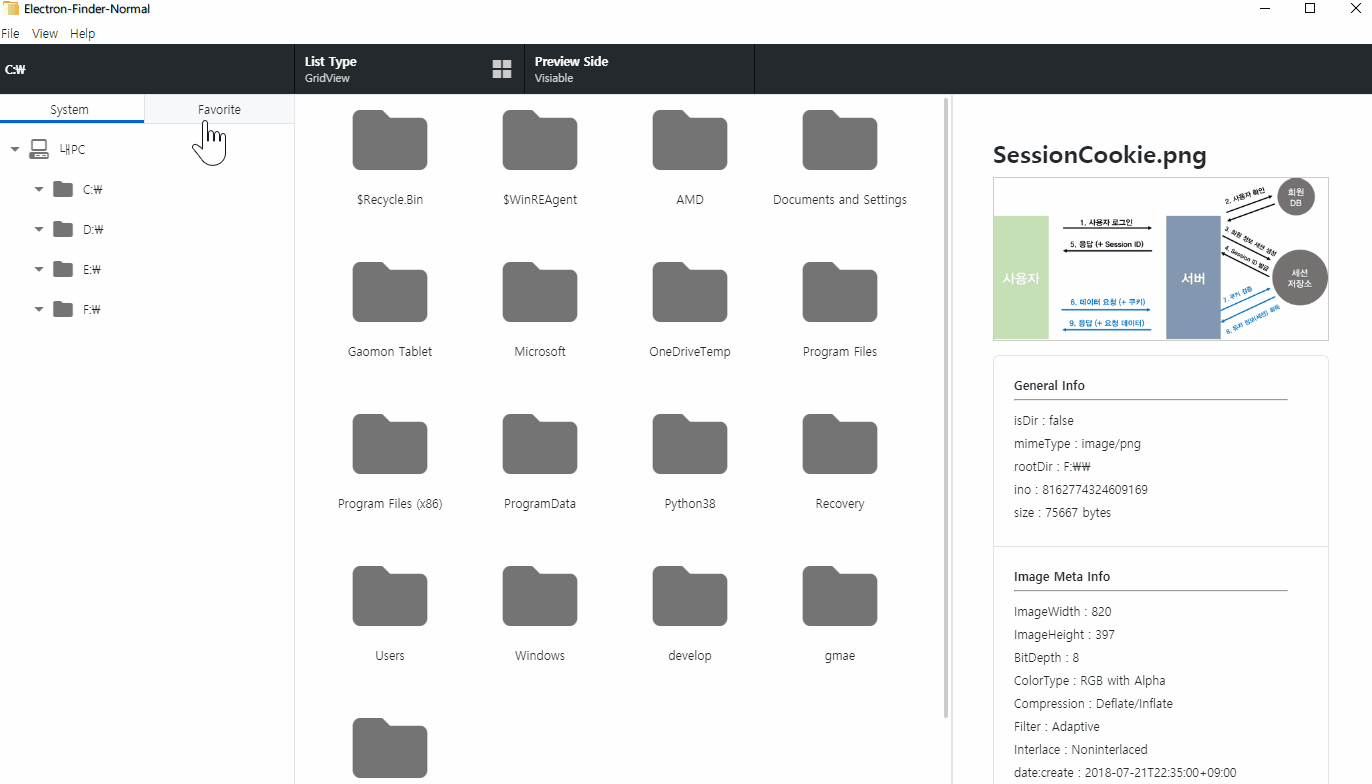 Electron-Finder-Normal
File View Help
C:₩
List Type
GridView
Preview Side
Visiable
System
Favorite
내PC
C:₩
D:₩
E:₩
F:₩
$Recycle.Bin
$WinREAgent
AMD
Documents and Settings
Gaomon Tablet
Microsoft
OneDriveTemp
Program Files
Program Files (x86)
ProgramData
Python38
Recovery
Users
Windows
develop
gmae
SessionCookie.png
사용자
서버
회원
DB
세션
저장소
1. 사용자 로그인
5. 응답 (+ Session ID)
6. 데이터 요청 (+ 쿠키)
9. 응답 (+ 요청 데이터)
2. 사용자 확인
3. 회원 정보 세션 생성
4. Session ID 발급
7. 쿠키 검증
8. 유저 정보(세션) 획득
General Info
isDir : false
mimeType : image/png
rootDir : F:₩₩
ino : 8162774324609169
size : 75667 bytes
Image Meta Info
ImageWidth : 820
ImageHeight : 397
BitDepth : 8
ColorType : RGB with Alpha
Compression : Deflate/Inflate
Filter : Adaptive
Interlace : Noninterlaced
date:create : 2018-07-21T22:35:00+09:00